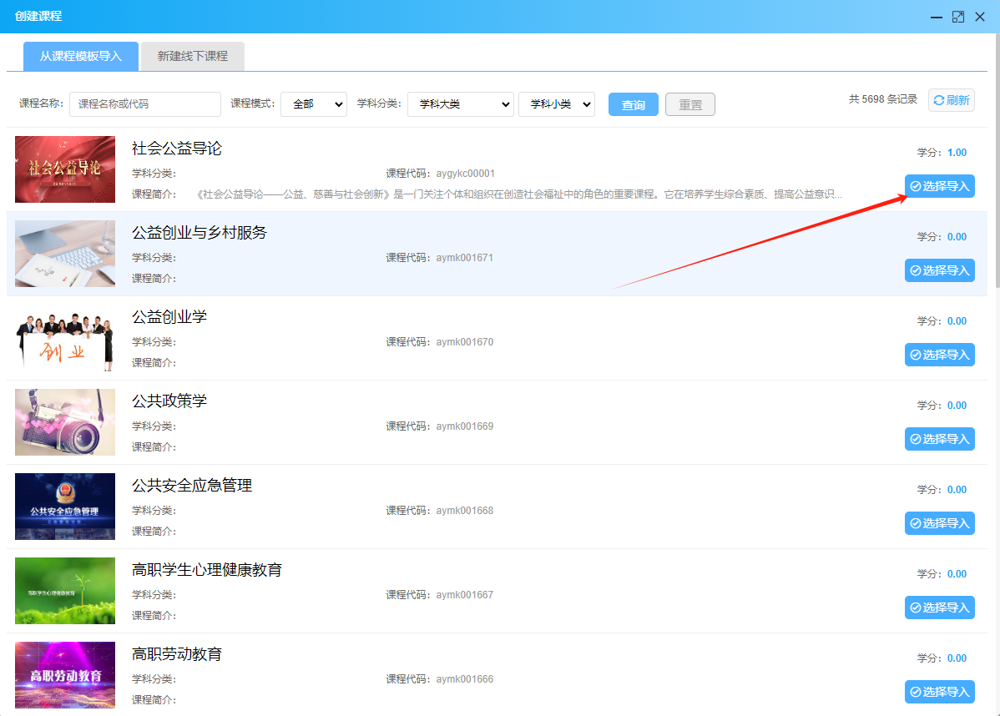 创建课程
从课程模板导入 新建线下课程
课程名称: 课程名称或代码 课程模式: 全部 学科分类: 学科大类 学科小类 查询 重置 共 5698 条记录 刷新
社会公益导论
社会公益导论
学分: 1.00
学科分类: 课程代码: aygykc00001
课程简介: 《社会公益导论——公益、慈善与社会创新》是一门关注个体和组织在创造社会福祉中的角色的重要课程。它在培养学生综合素质、提高公益意识...
选择导入
公益创业与乡村服务
学分: 0.00
学科分类: 课程代码: aymk001671
课程简介:
选择导入
创业
公益创业学
学分: 0.00
学科分类: 课程代码: aymk001670
课程简介:
选择导入
公共政策学
学分: 0.00
学科分类: 课程代码: aymk001669
课程简介:
选择导入
公共安全应急管理
公共安全应急管理
学分: 0.00
学科分类: 课程代码: aymk001668
课程简介:
选择导入
高职学生心理健康教育
高职学生心理健康教育
学分: 0.00
学科分类: 课程代码: aymk001667
课程简介:
选择导入
高职劳动教育
高职劳动教育
学分: 0.00
学科分类: 课程代码: aymk001666
课程简介:
选择导入